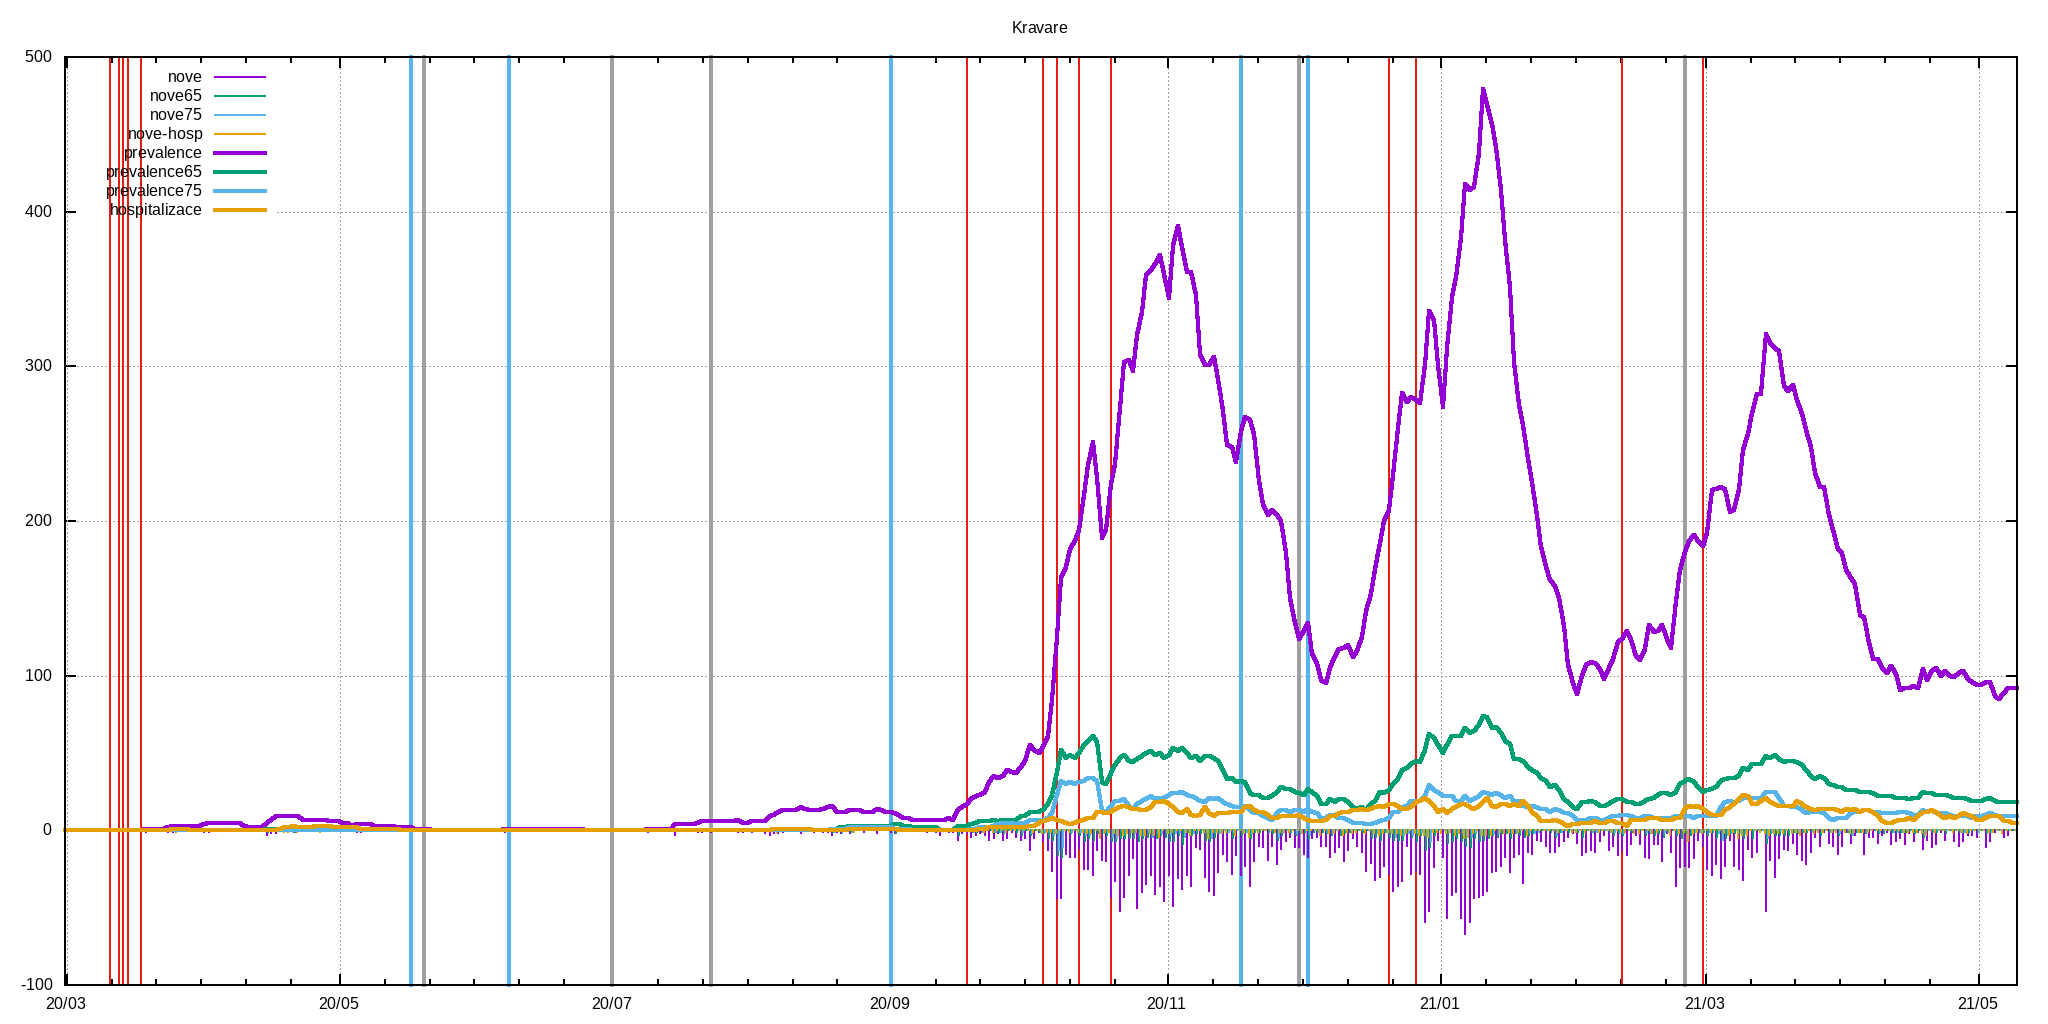 Kravare
500
400
300
200
100
0
-100
nove
nove65
nove75
nove-hosp
prevalence
prevalence65
prevalence75
hospitalizace
20/03
20/05
20/07
20/09
20/11
21/01
21/03
21/05